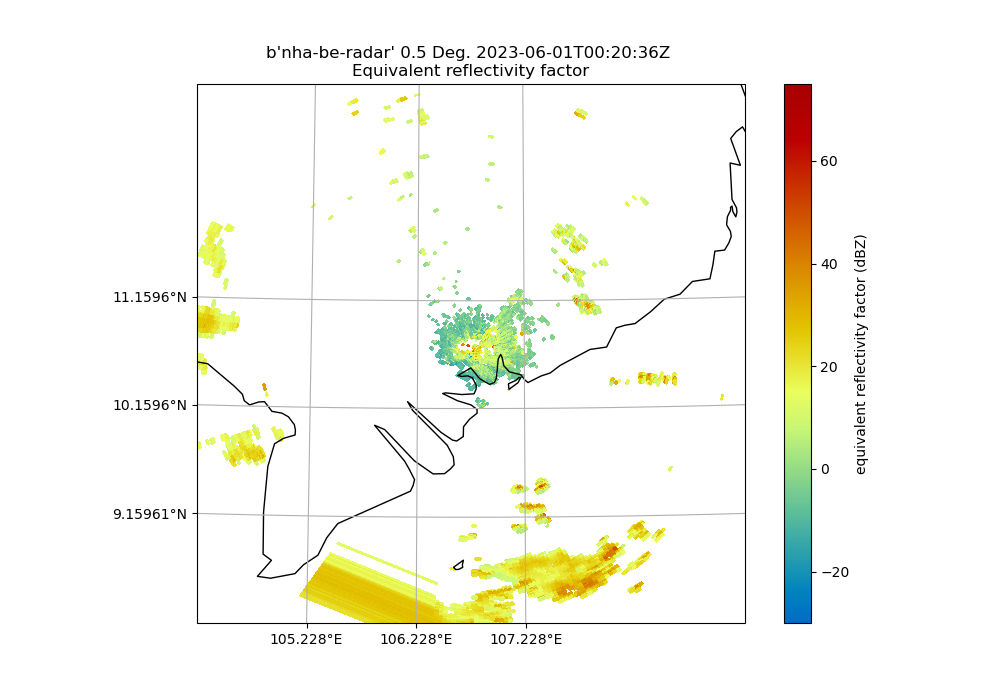 b'nha-be-radar' 0.5 Deg. 2023-06-01T00:20:36Z
Equivalent reflectivity factor
11.1596°N
10.1596°N
9.15961°N
105.228°E 106.228°E 107.228°E
60
40
20
0
−20
equivalent reflectivity factor (dBZ)